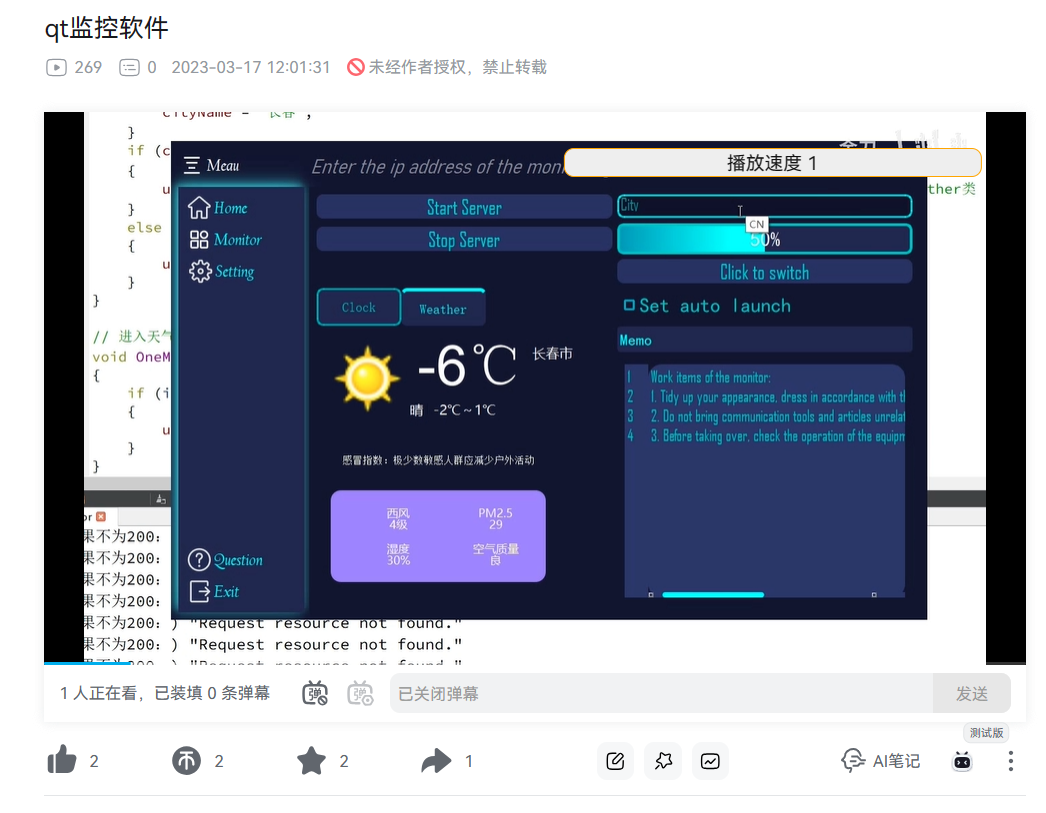 qt监控软件
269 0 2023-03-17 12:01:31 未经作者授权，禁止转载
cityName = "长春";
}
if (c
{
u
}
else
{
u
}
}
// 进入天气
void OneM
{
if (i
{
u
}
}
ther类
播放速度 1
Meau
Enter the ip address of the mon
Home
Monitor
Setting
Question
Exit
Start Server
Stop Server
Clock
Weather
-6℃
长春市
晴 -2℃~1℃
感冒指数：极少数敏感人群应减少户外活动
西风
4级
PM2.5
29
湿度
30%
空气质量
良
City
CN
50%
Click to switch
Set auto launch
Memo
1 Work items of the monitor:
2 1. Tidy up your appearance, dress in accordance with t
3 2. Do not bring communication tools and articles unrelat
4 3. Before taking over, check the operation of the equipm
or
果不为200:
果不为200:
果不为200:
果不为200:
果不为200: ) "Request resource not found."
果不为200: ) "Request resource not found."
果不为200: ) "Request resource not found."
1 人正在看，已装填 0 条弹幕
弹
弹
已关闭弹幕
发送
测试版
2
2
2
1
AI笔记